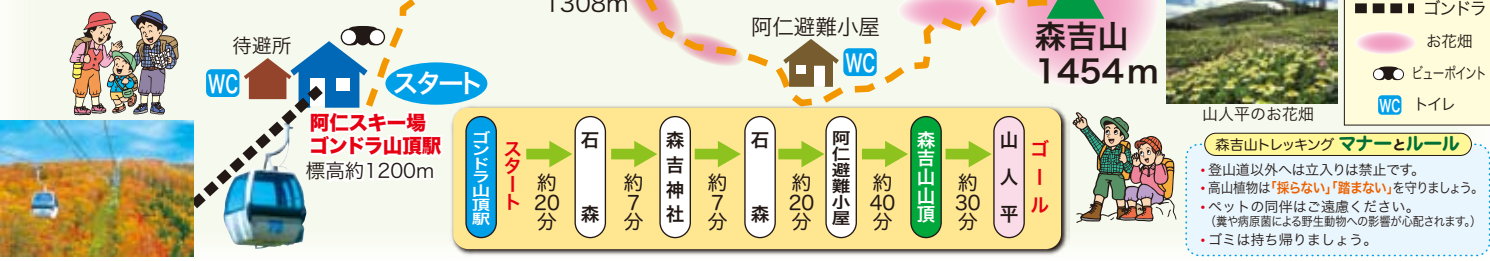 1308m
待避所
WC
スタート
阿仁スキー場
ゴンドラ山頂駅
標高約1200m
阿仁避難小屋
WC
森吉山
1454m
山人平のお花畑
ゴンドラ
お花畑
ビューポイント
WC トイレ
ゴンドラ山頂駅
スタート
約20分
石森
約7分
森吉神社
約7分
石森
約20分
阿仁避難小屋
約40分
森吉山山頂
約30分
山人平
ゴール
森吉山トレッキング マナーとルール
・登山道以外へは立入りは禁止です。
・高山植物は「採らない」「踏まない」を守りましょう。
・ペットの同伴はご遠慮ください。
（糞や病原菌による野生動物への影響が心配されます。）
・ゴミは持ち帰りましょう。